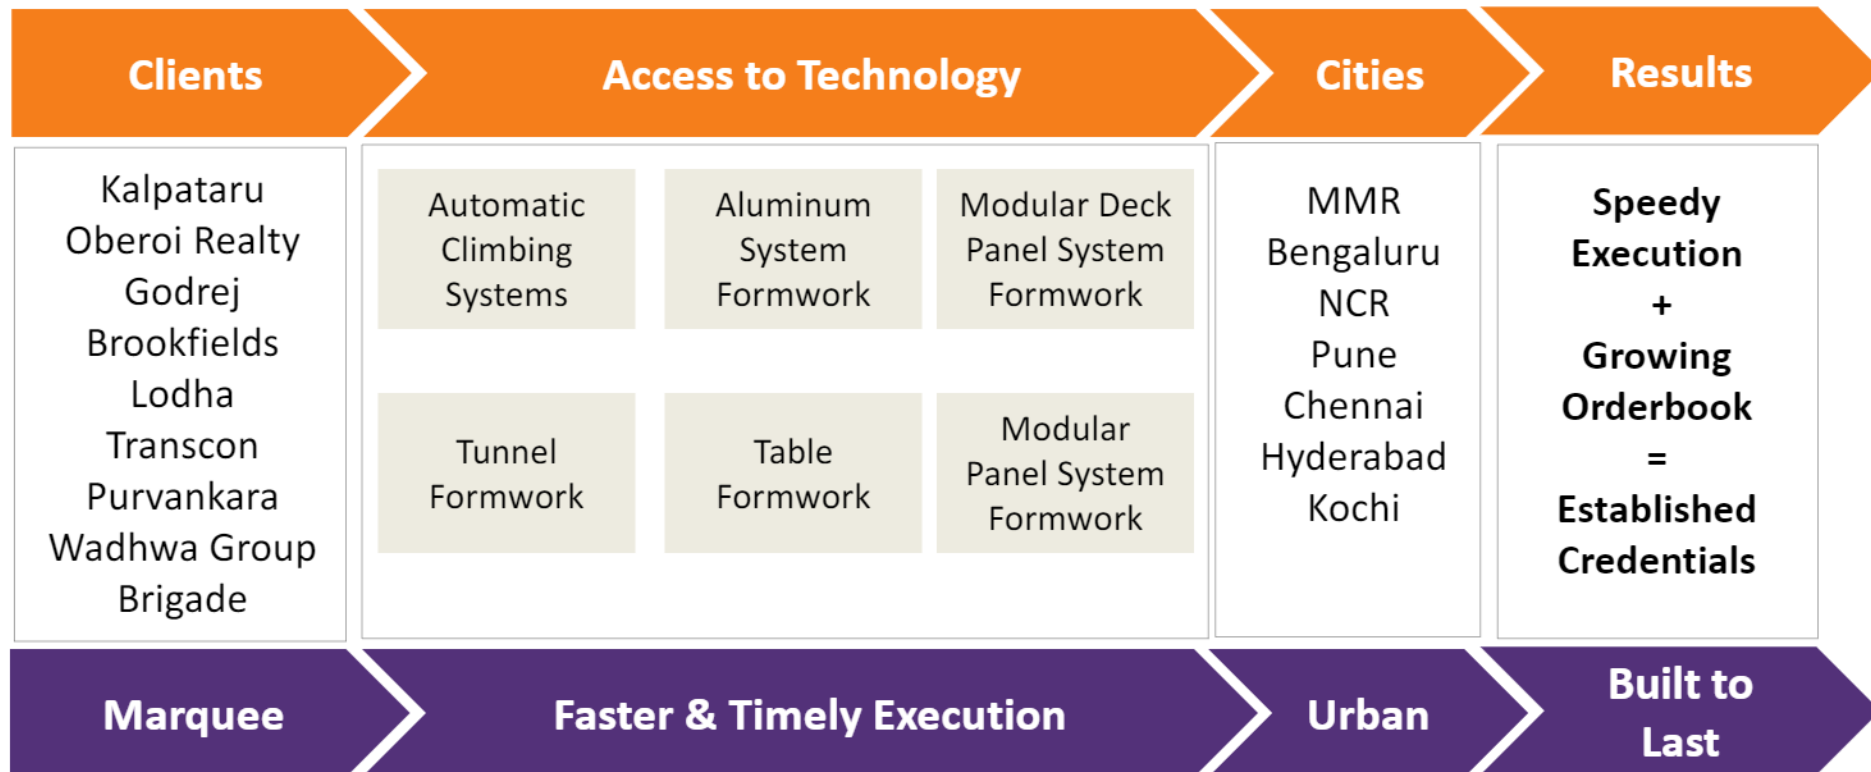 Clients
Access to Technology
Cities
Results
Kalpataru
Oberoi Realty
Godrej
Brookfields
Lodha
Transcon
Purvankara
Wadhwa Group
Brigade
Automatic
Climbing
Systems
Aluminum
System
Formwork
Modular Deck
Panel System
Formwork
Tunnel
Formwork
Table
Formwork
Modular
Panel System
Formwork
MMR
Bengaluru
NCR
Pune
Chennai
Hyderabad
Kochi
Speedy
Execution
+
Growing
Orderbook
=
Established
Credentials
Marquee
Faster & Timely Execution
Urban
Built to
Last